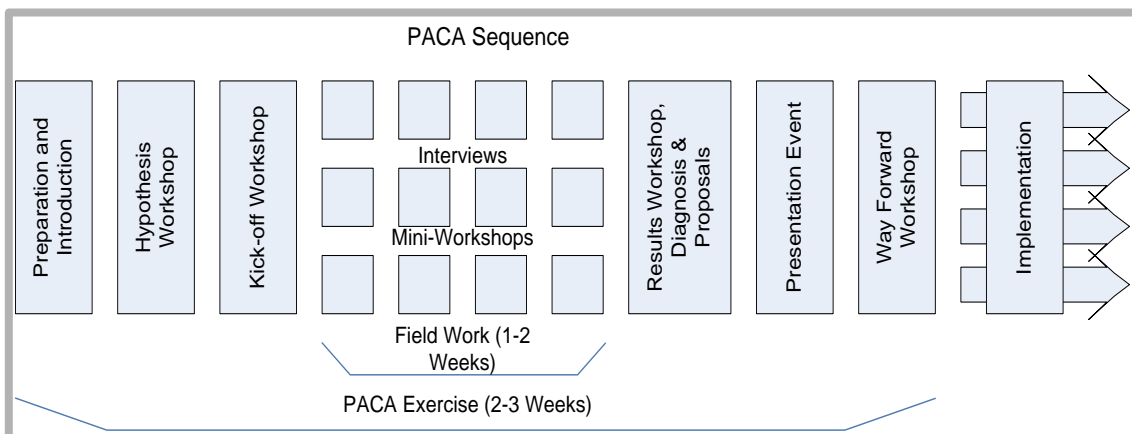 PACA Sequence
Preparation and
Introduction
Hypothesis
Workshop
Kick-off Workshop
Interviews
Mini-Workshops
Results Workshop,
Diagnosis &
Proposals
Presentation Event
Way Forward
Workshop
Implementation
Field Work (1-2
Weeks)
PACA Exercise (2-3 Weeks)